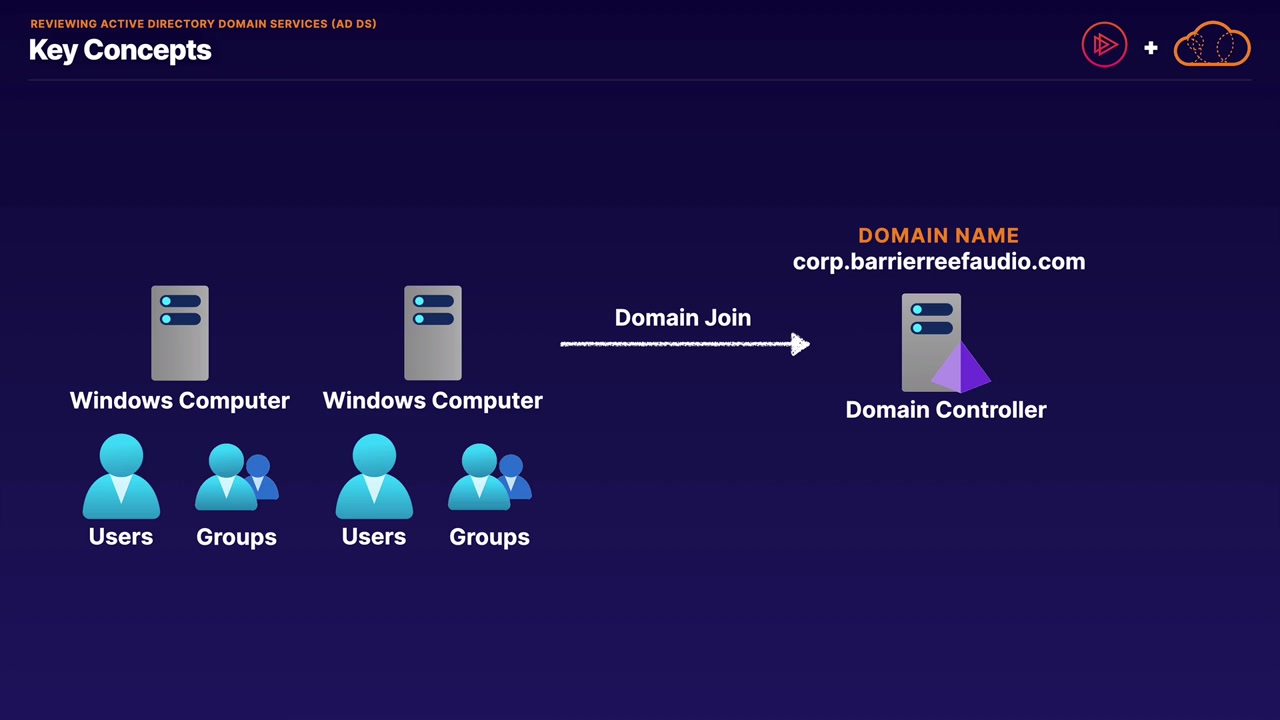 REVIEWING ACTIVE DIRECTORY DOMAIN SERVICES (AD DS)
Key Concepts
+
DOMAIN NAME
corp.barrierreefaudio.com
Domain Join
Windows Computer
Windows Computer
Domain Controller
Users
Groups
Users
Groups